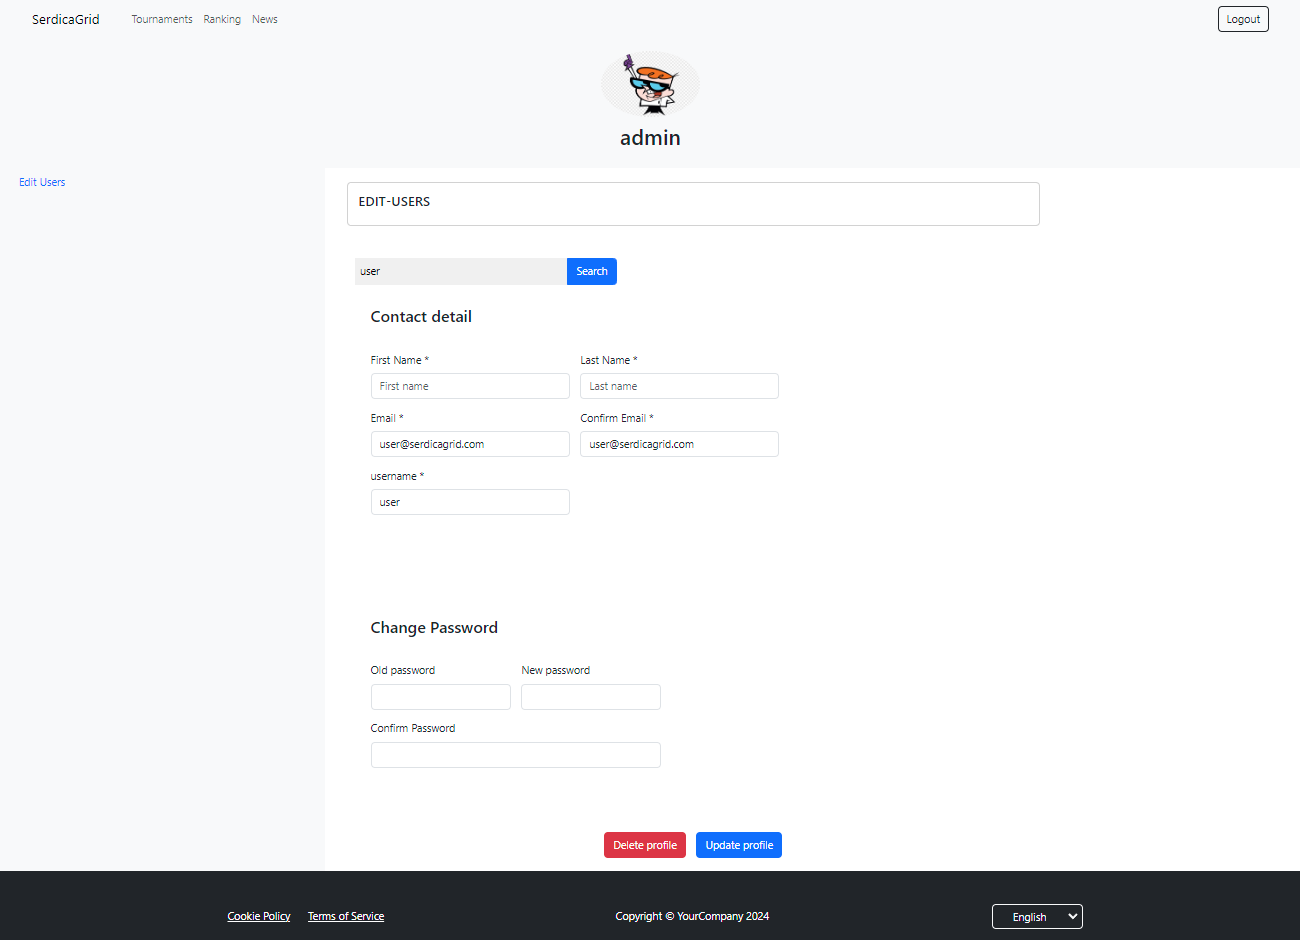 SerdicaGrid Tournaments Ranking News Logout
admin
Edit Users
EDIT-USERS
user Search
Contact detail
First Name * Last Name *
First name Last name
Email * Confirm Email *
user@serdicagrid.com user@serdicagrid.com
username *
user
Change Password
Old password New password
Confirm Password
Delete profile Update profile
Cookie Policy Terms of Service Copyright © YourCompany 2024 English